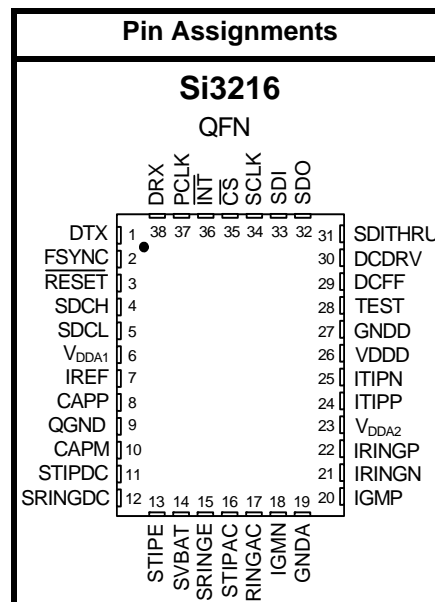 Pin Assignments
Si3216
QFN
DRX
PCLK
INT
CS
SCLK
SDI
SDO
38 37 36 35 34 33 32
DTX 1
FSYNC 2
RESET 3
SDCH 4
SDCL 5
VDDA1 6
IREF 7
CAPP 8
QGND 9
CAPM 10
STIPDC 11
SRINGDC 12
31 SDITHRU
30 DCDRV
29 DCFF
28 TEST
27 GNDD
26 VDDD
25 ITIPN
24 ITIPP
23 VDDA2
22 IRINGP
21 IRINGN
20 IGMP
13 14 15 16 17 18 19
STIPE
SVBAT
SRINGE
STIPAC
RINGAC
IGMN
GNDA